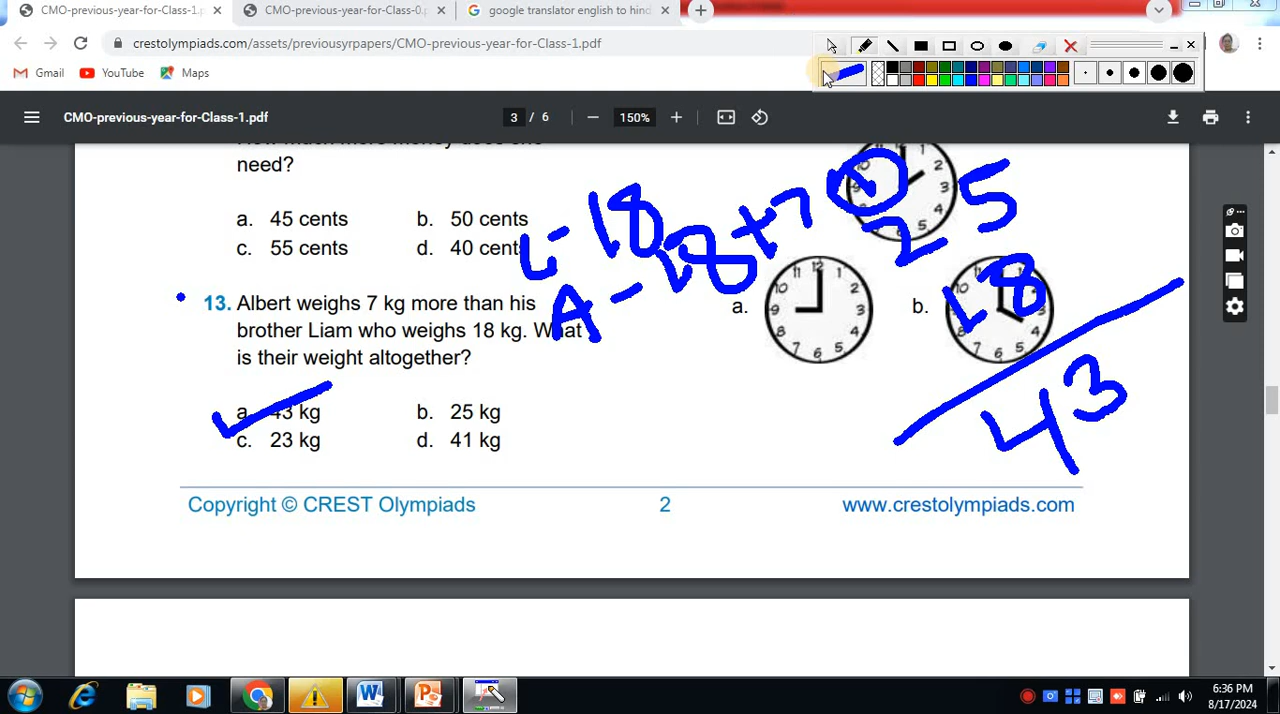 CMO-previous-year-for-Class-1.p
CMO-previous-year-for-Class-0.p
google translator english to hind
crestolympiads.com/assets/previousyrpapers/CMO-previous-year-for-Class-1.pdf
Gmail YouTube Maps
CMO-previous-year-for-Class-1.pdf 3 / 6 150%
need?
a. 45 cents b. 50 cents
c. 55 cents d. 40 cent
L-18
A-18+7
25
18
43
13. Albert weighs 7 kg more than his
brother Liam who weighs 18 kg. What
is their weight altogether?
a. 43 kg b. 25 kg
c. 23 kg d. 41 kg
a. b.
Copyright © CREST Olympiads 2 www.crestolympiads.com
6:36 PM
8/17/2024